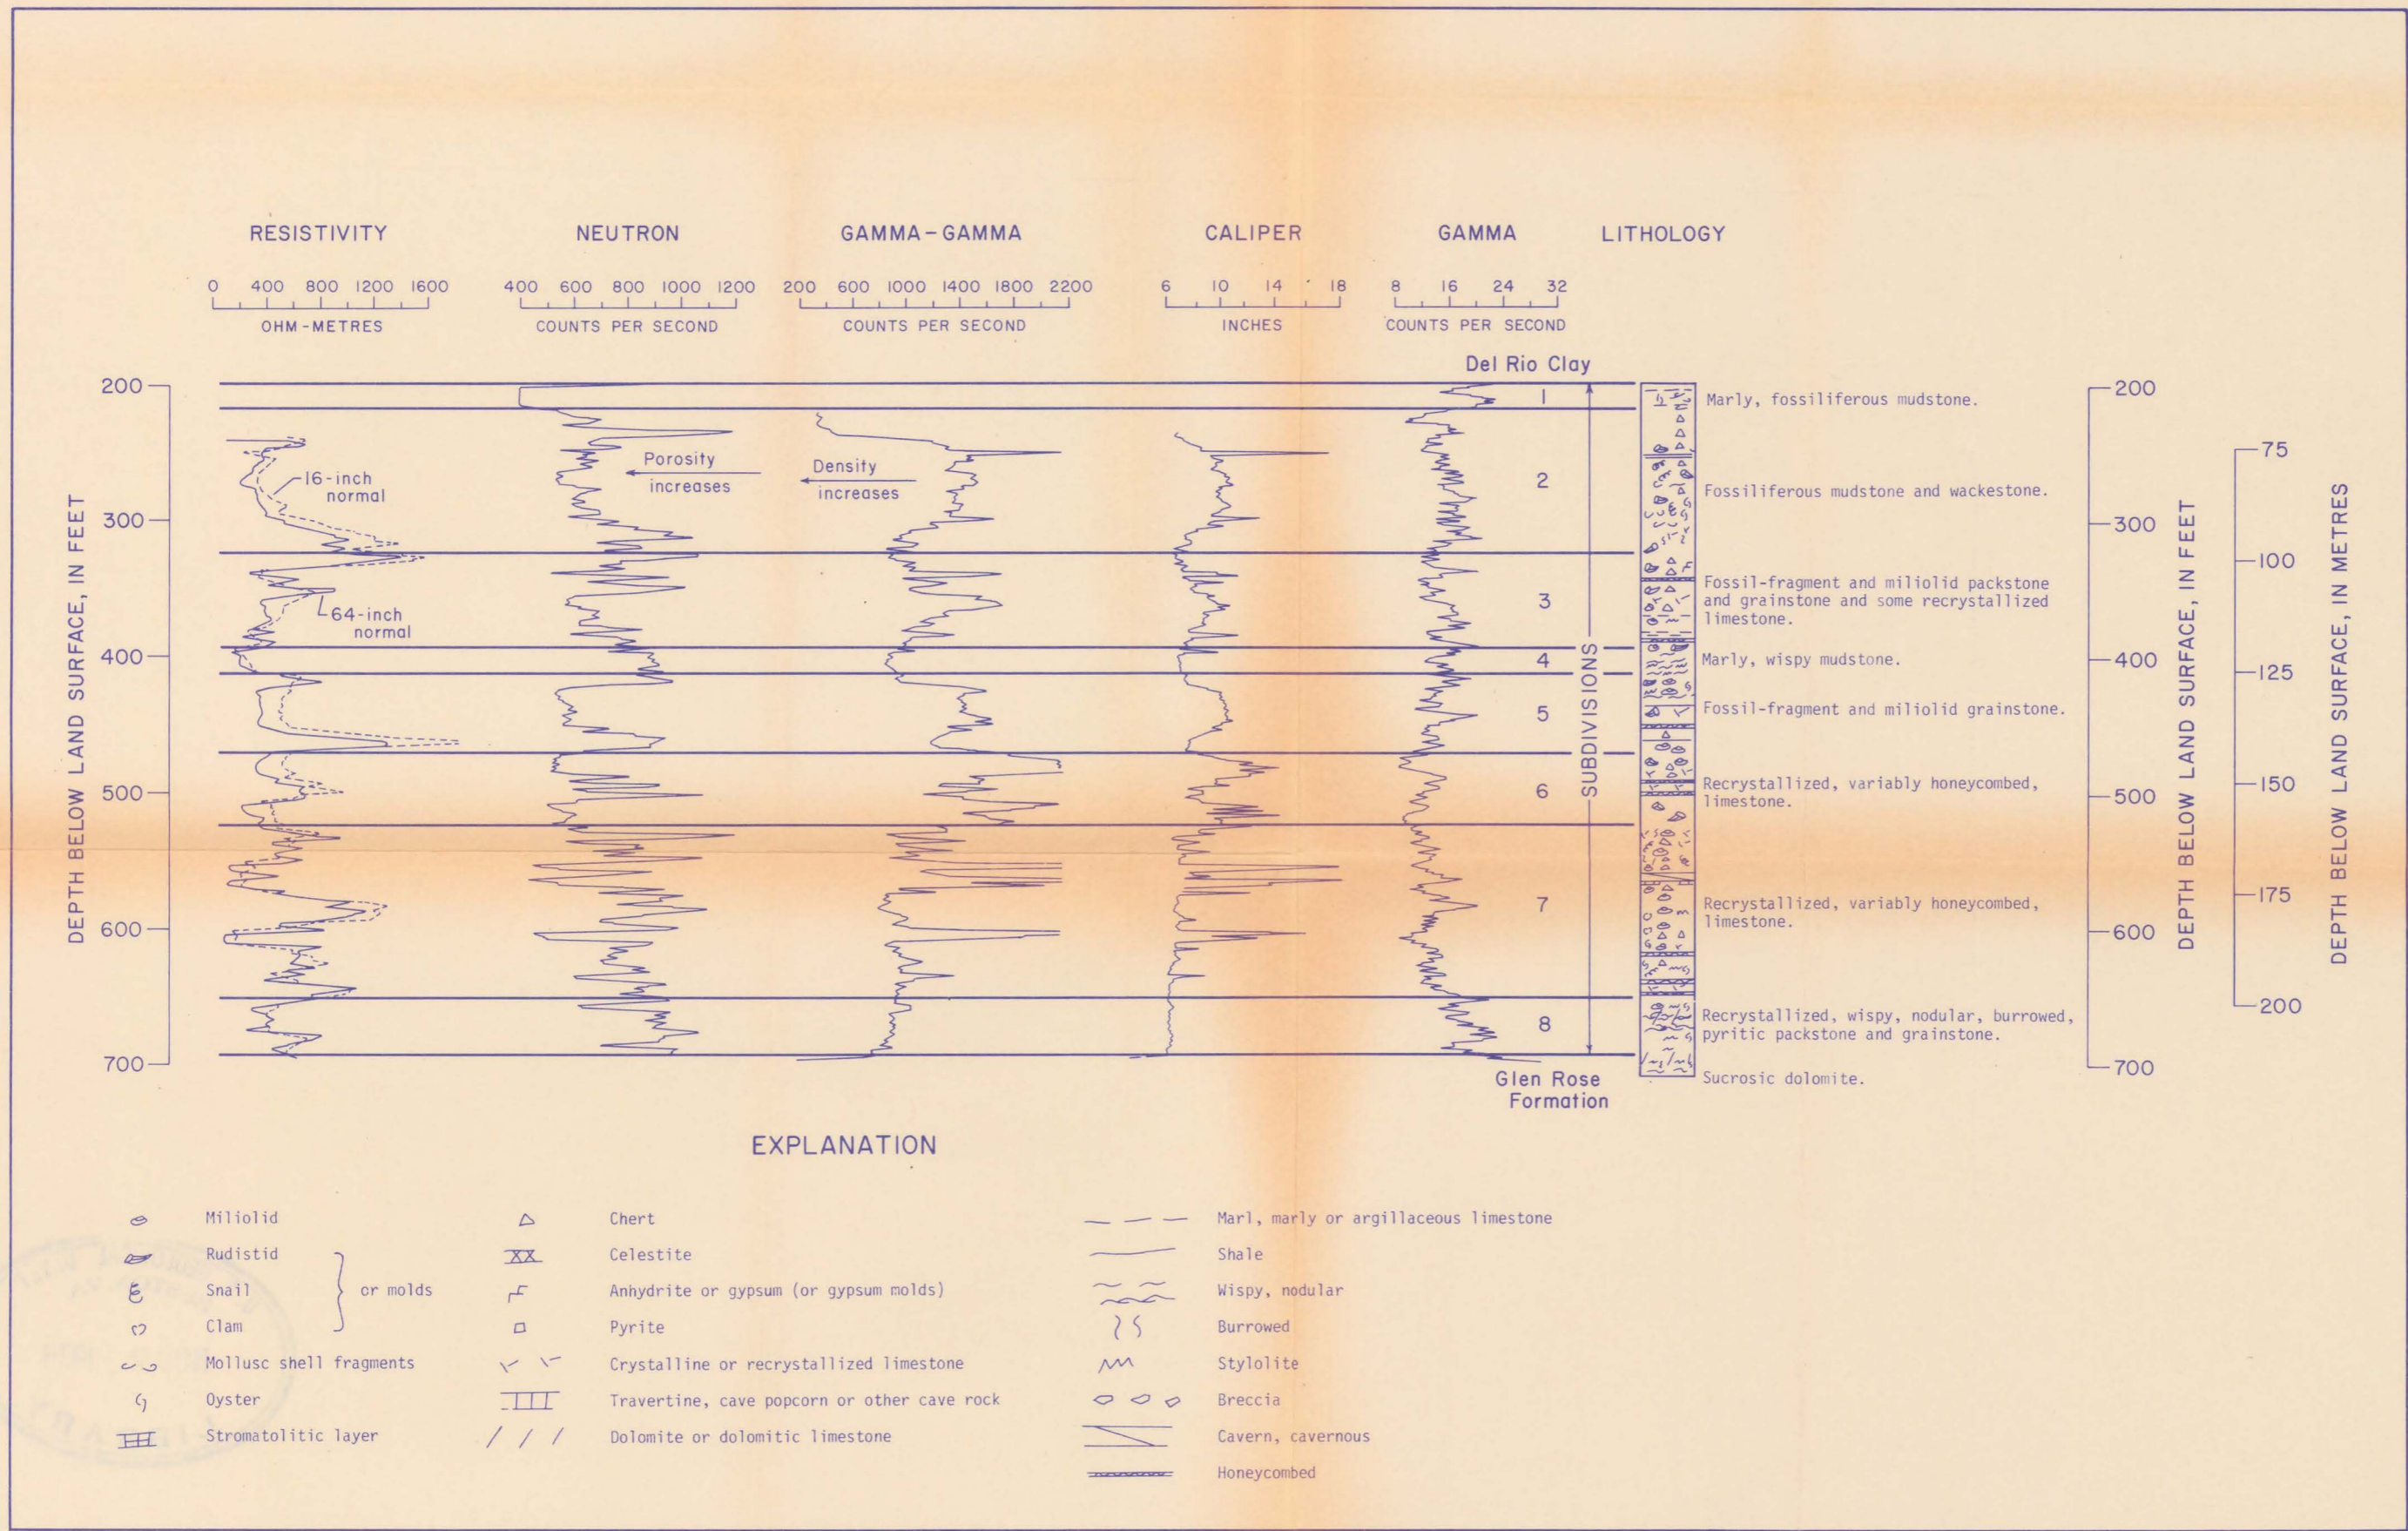 RESISTIVITY
NEUTRON
GAMMA-GAMMA
CALIPER
GAMMA
LITHOLOGY
0 400 800 1200 1600
400 600 800 1000 1200
200 600 1000 1400 1800 2200
6 10 14 18
8 16 24 32
OHM-METRES
COUNTS PER SECOND
COUNTS PER SECOND
INCHES
COUNTS PER SECOND
DEPTH BELOW LAND SURFACE, IN FEET
200
300
400
500
600
700
16-inch
normal
64-inch
normal
Porosity
increases
Density
increases
Del Rio Clay
1
2
3
4
5
6
7
8
SUBDIVISIONS
Glen Rose
Formation
Marly, fossiliferous mudstone.
Fossiliferous mudstone and wackestone.
Fossil-fragment and miliolid packstone
and grainstone and some recrystallized
limestone.
Marly, wispy mudstone.
Fossil-fragment and miliolid grainstone.
Recrystallized, variably honeycombed,
limestone.
Recrystallized, variably honeycombed,
limestone.
Recrystallized, wispy, nodular, burrowed,
pyritic packstone and grainstone.
Sucrosic dolomite.
200
300
400
500
600
700
DEPTH BELOW LAND SURFACE, IN FEET
75
100
125
150
175
200
DEPTH BELOW LAND SURFACE, IN METRES
EXPLANATION
Miliolid
Rudistid
Snail
Clam
or molds
Mollusc shell fragments
Oyster
Stromatolitic layer
Chert
Celestite
Anhydrite or gypsum (or gypsum molds)
Pyrite
Crystalline or recrystallized limestone
Travertine, cave popcorn or other cave rock
Dolomite or dolomitic limestone
Marl, marly or argillaceous limestone
Shale
Wispy, nodular
Burrowed
Stylolite
Breccia
Cavern, cavernous
Honeycombed